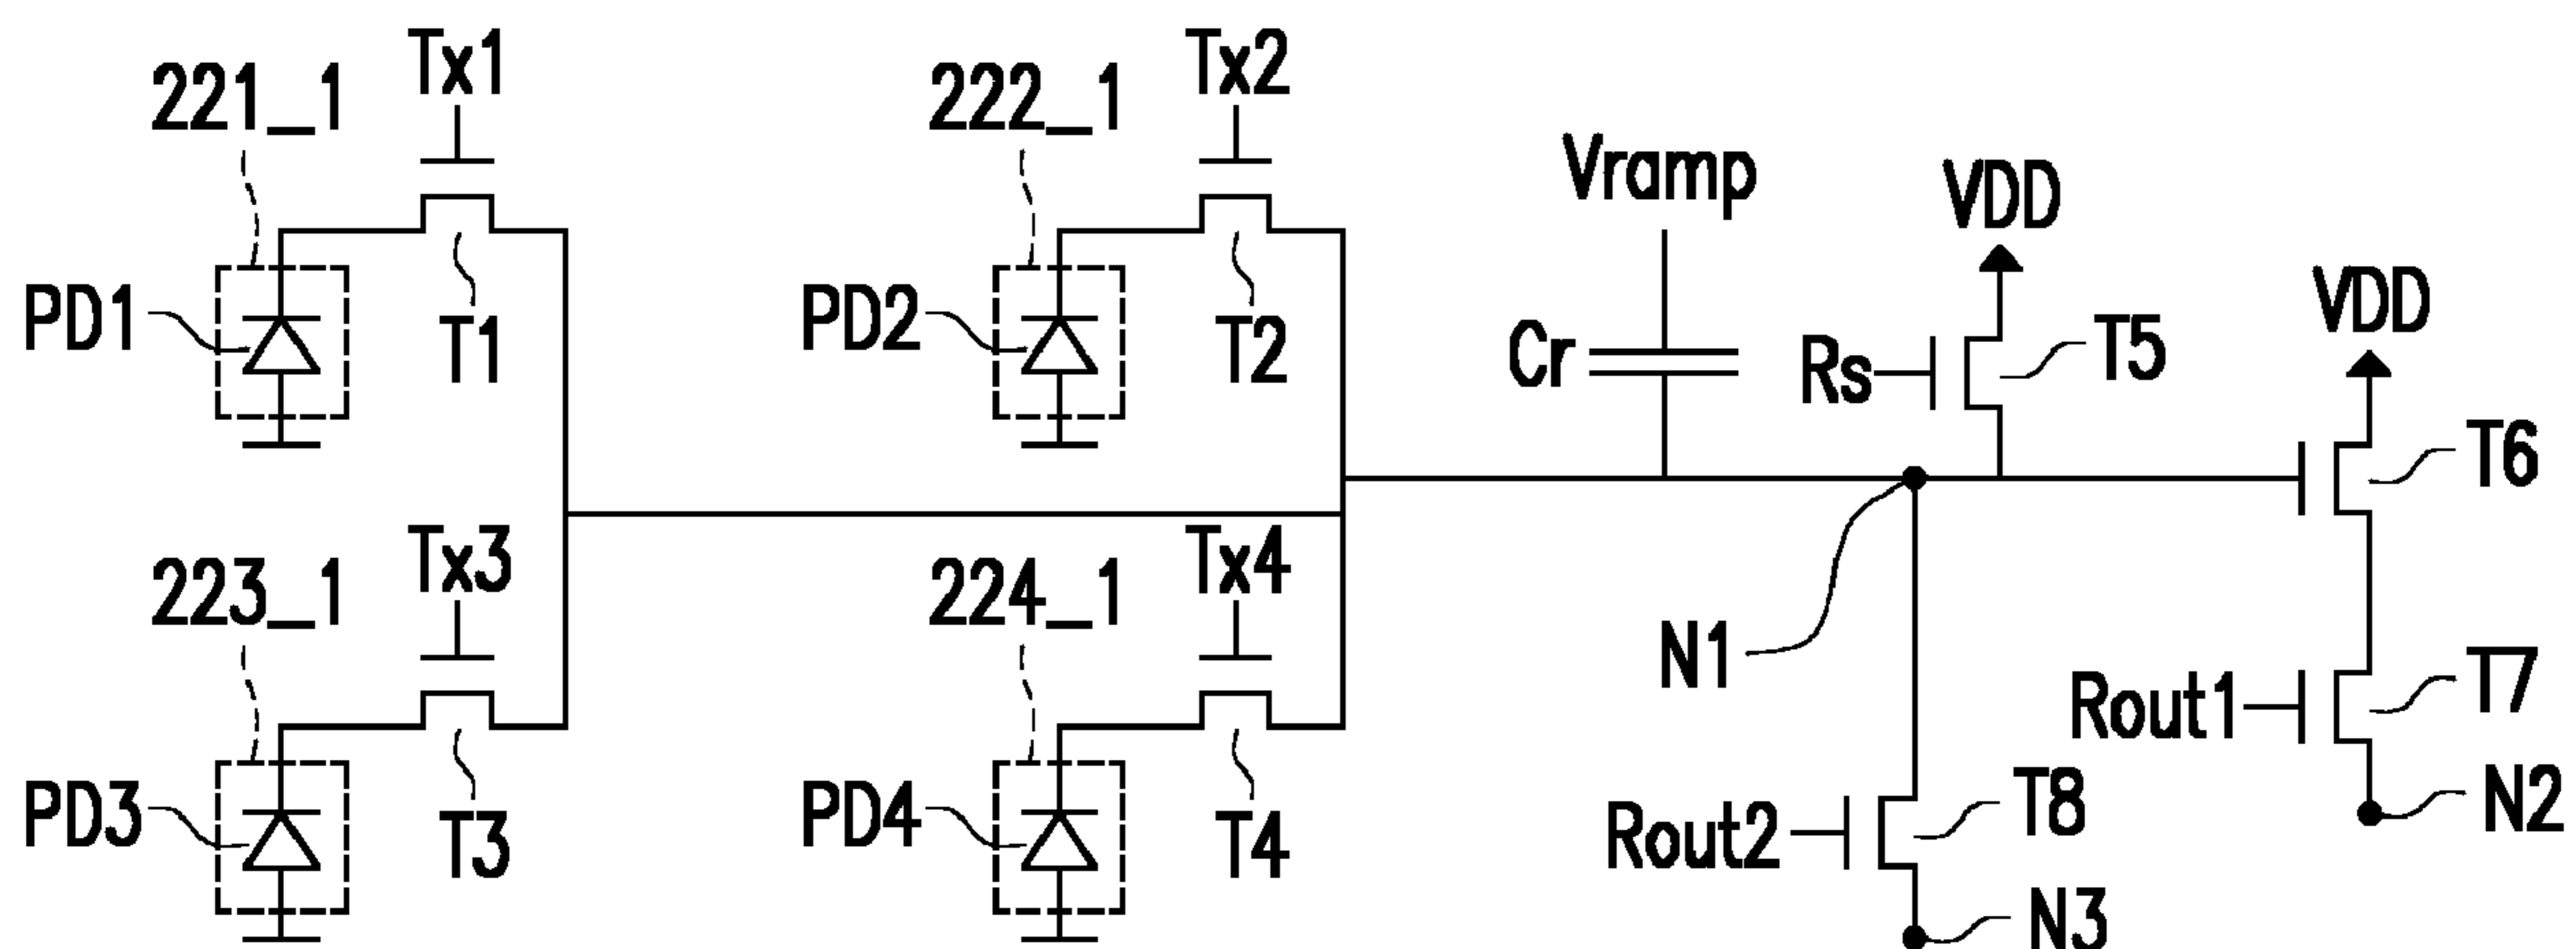 Tx1
Tx2
221_1
222_1
Vramp
VDD
VDD
PD1
T1
PD2
T2
Cr
Rs
T5
T6
Tx3
Tx4
223_1
224_1
N1
Rout1
T7
PD3
T3
PD4
T4
Rout2
T8
N2
N3